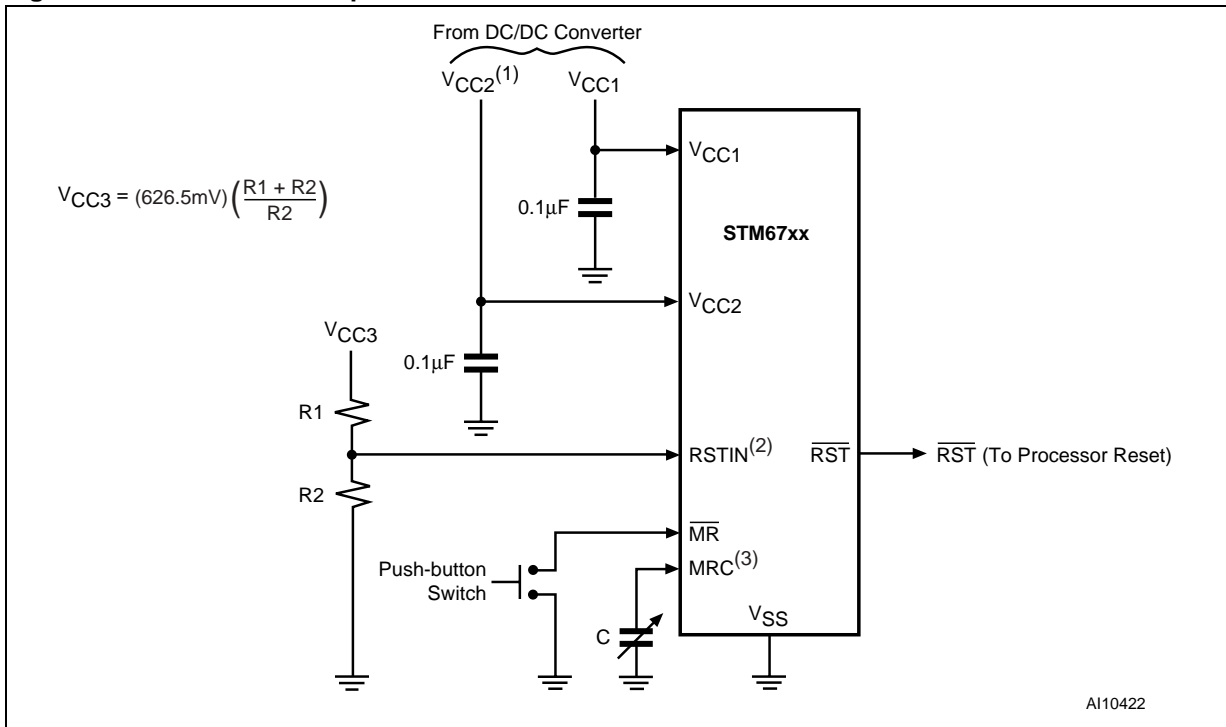 From DC/DC Converter
VCC2(1)
VCC1
VCC1
VCC3 = (626.5mV) (R1 + R2 / R2)
0.1μF
STM67xx
VCC2
VCC3
0.1μF
R1
RSTIN(2)
RST
RST (To Processor Reset)
R2
MR
Push-button
Switch
MRC(3)
C
VSS
AI10422